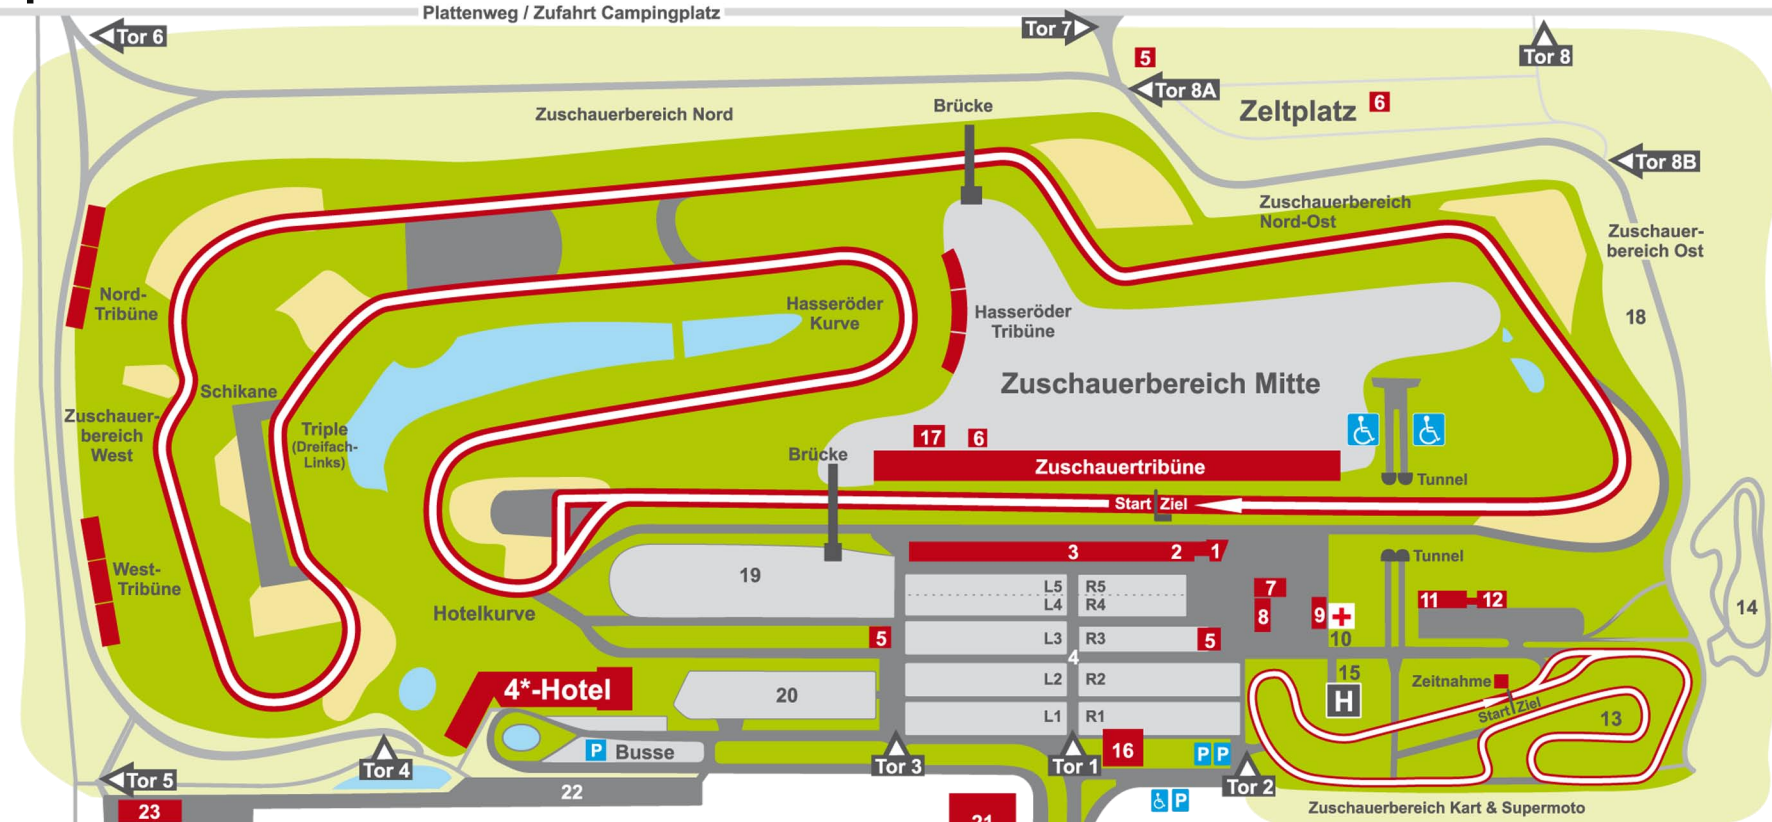 Plattenweg / Zufahrt Campingplatz
Tor 6
Tor 7
Tor 8
5
Tor 8A
Zeltplatz 6
Brücke
Zuschauerbereich Nord
Tor 8B
Zuschauerbereich
Nord-Ost
Zuschauer-
bereich Ost
Nord-
Tribüne
Hasseröder
Kurve
Hasseröder
Tribüne
18
Zuschauerbereich Mitte
Schikane
Zuschauer-
bereich
West
Triple
(Dreifach-
Links)
17
6
Brücke
Zuschauertribüne
Tunnel
Start Ziel
3
2
1
Tunnel
West-
Tribüne
19
L5
R5
L4
R4
7
8
9
10
11
12
14
Hotelkurve
5
L3
R3
5
4
4*-Hotel
20
L2
R2
15
H
Zeitnahme
Start Ziel
13
L1
R1
P
Busse
16
P P
Tor 4
Tor 3
Tor 1
Tor 2
Tor 5
22
P
23
21
Zuschauerbereich Kart & Supermoto